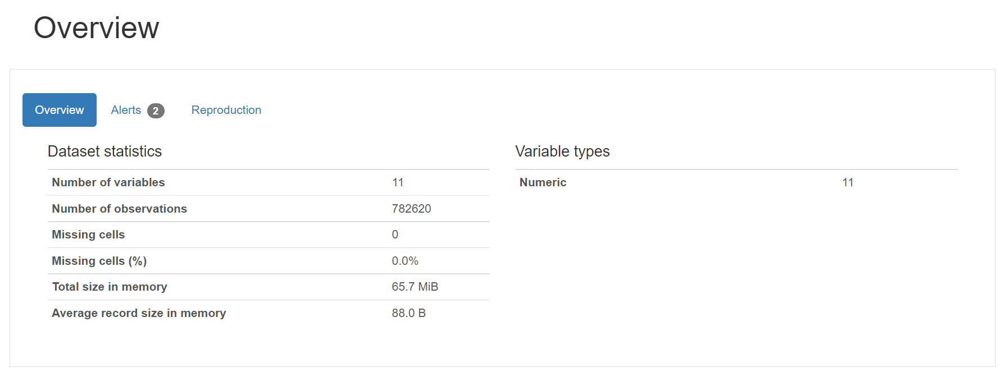 Overview
Overview Alerts 2 Reproduction
Dataset statistics
Number of variables 11
Number of observations 782620
Missing cells 0
Missing cells (%) 0.0%
Total size in memory 65.7 MiB
Average record size in memory 88.0 B
Variable types
Numeric 11